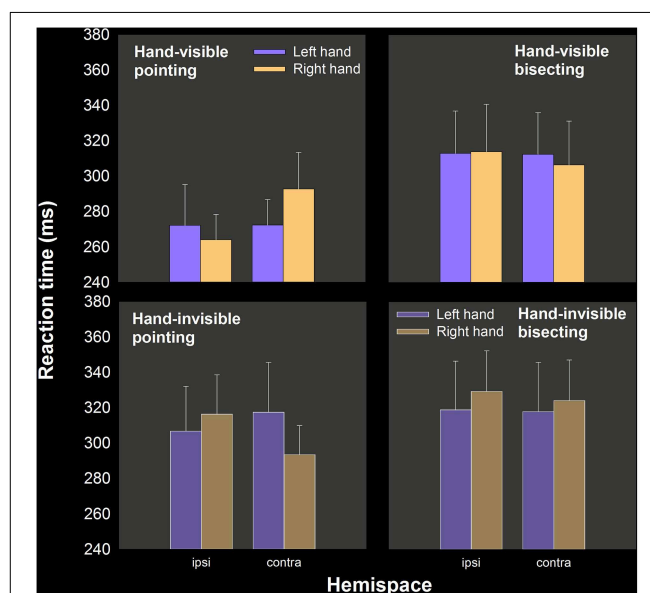 Hand-visible
pointing
Left hand
Right hand
Hand-visible
bisecting
380
360
340
320
300
280
260
240
Hand-invisible
pointing
Left hand
Right hand
Hand-invisible
bisecting
380
360
340
320
300
280
260
240
Reaction time (ms)
ipsi
contra
ipsi
contra
Hemispace